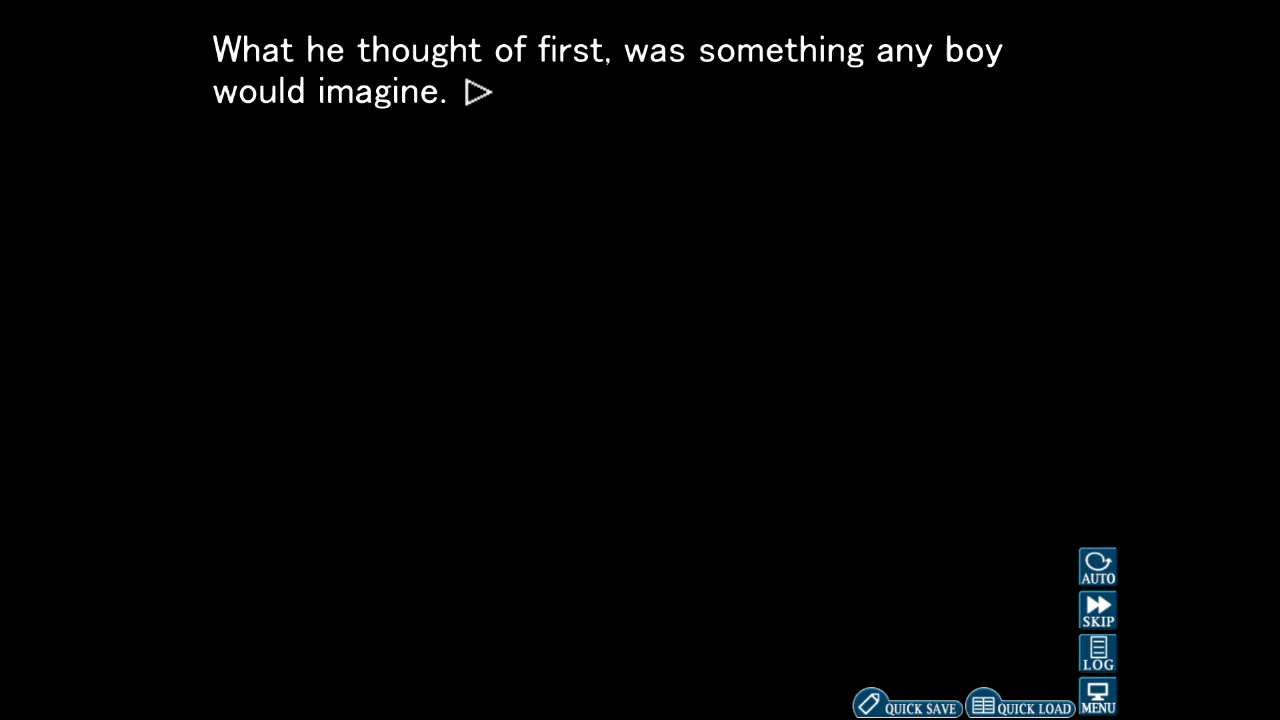 What he thought of first, was something any boy
would imagine.
AUTO
SKIP
LOG
QUICK SAVE
QUICK LOAD
MENU